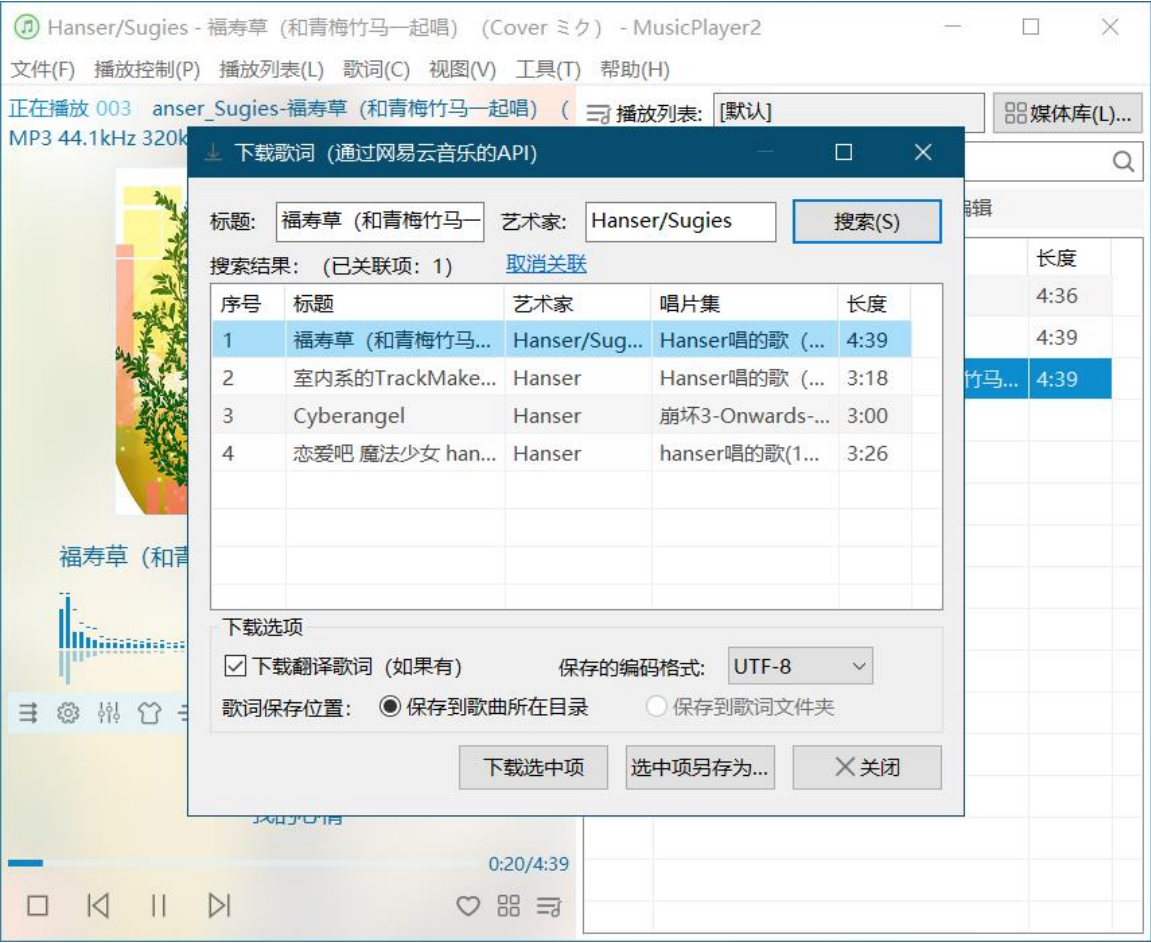 Hanser/Sugies - 福寿草（和青梅竹马一起唱）（Cover ミク） - MusicPlayer2
文件(F) 播放控制(P) 播放列表(L) 歌词(C) 视图(V) 工具(T) 帮助(H)
正在播放 003 anser_Sugies-福寿草（和青梅竹马一起唱）（
播放列表: [默认] 媒体库(L)...
MP3 44.1kHz 320k
下载歌词（通过网易云音乐的API）
标题: 福寿草（和青梅竹马一 艺术家: Hanser/Sugies 搜索(S)
编辑
搜索结果：（已关联项：1） 取消关联
长度
序号 标题 艺术家 唱片集 长度
4:36
1 福寿草（和青梅竹马... Hanser/Sug... Hanser唱的歌（... 4:39
4:39
2 室内系的TrackMake... Hanser Hanser唱的歌（... 3:18
竹马... 4:39
3 Cyberangel Hanser 崩坏3-Onwards-... 3:00
4 恋爱吧 魔法少女 han... Hanser hanser唱的歌(1... 3:26
福寿草（和青
下载选项
下载翻译歌词（如果有） 保存的编码格式: UTF-8
歌词保存位置： 保存到歌曲所在目录 保存到歌词文件夹
下载选中项 选中项另存为... 关闭
我的心情
0:20/4:39